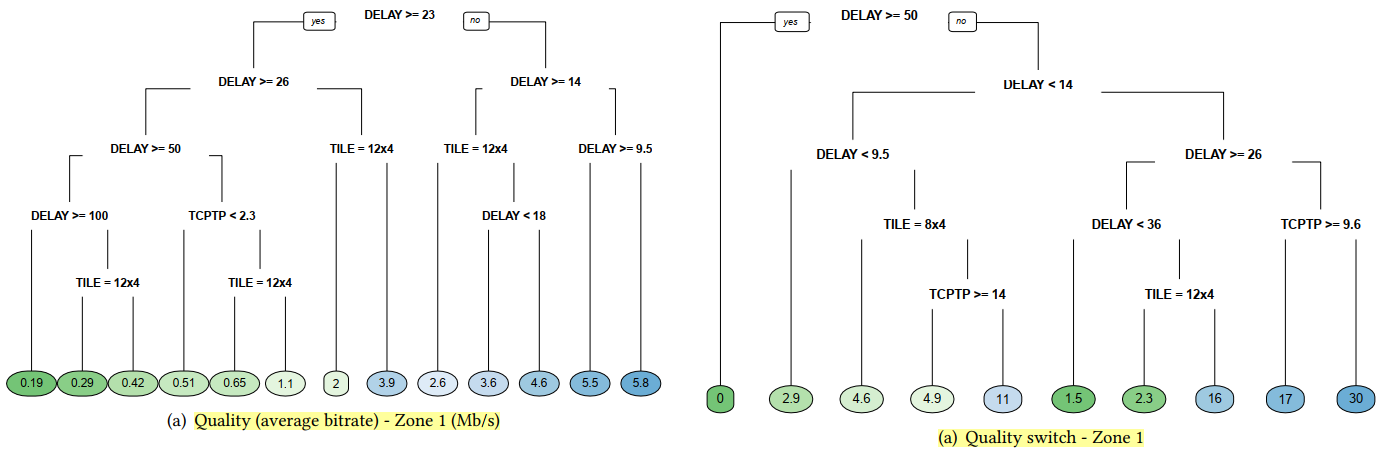 yes DELAY >= 23 no
DELAY >= 26 DELAY >= 14
DELAY >= 50 TILE = 12x4 TILE = 12x4 DELAY >= 9.5
DELAY >= 100 TCPTP < 2.3 DELAY < 18
TILE = 12x4 TILE = 12x4
0.19 0.29 0.42 0.51 0.65 1.1 2 3.9 2.6 3.6 4.6 5.5 5.8
(a) Quality (average bitrate) - Zone 1 (Mb/s)
yes DELAY >= 50 no
DELAY < 14
DELAY < 9.5 DELAY >= 26
TILE = 8x4 DELAY < 36 TCPTP >= 9.6
TCPTP >= 14 TILE = 12x4
0 2.9 4.6 4.9 11 1.5 2.3 16 17 30
(a) Quality switch - Zone 1